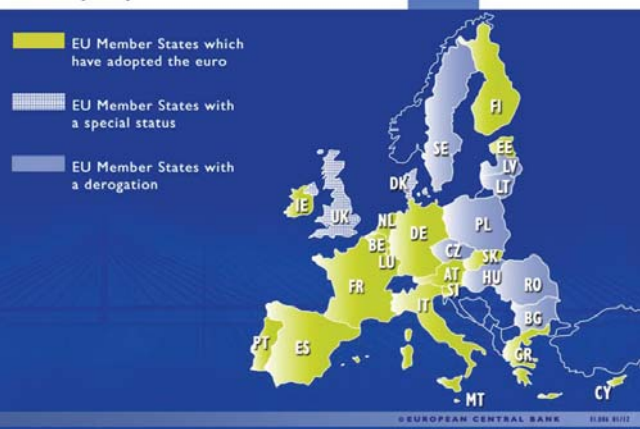 EU Member States which
have adopted the euro
EU Member States with
a special status
EU Member States with
a derogation
FI
SE
EE
LV
LT
DK
IE
UK
NL
DE
PL
BE
CZ
LU
SK
AT
HU
FR
SI
RO
IT
BG
PT
ES
GR
MT
CY
© EUROPEAN CENTRAL BANK